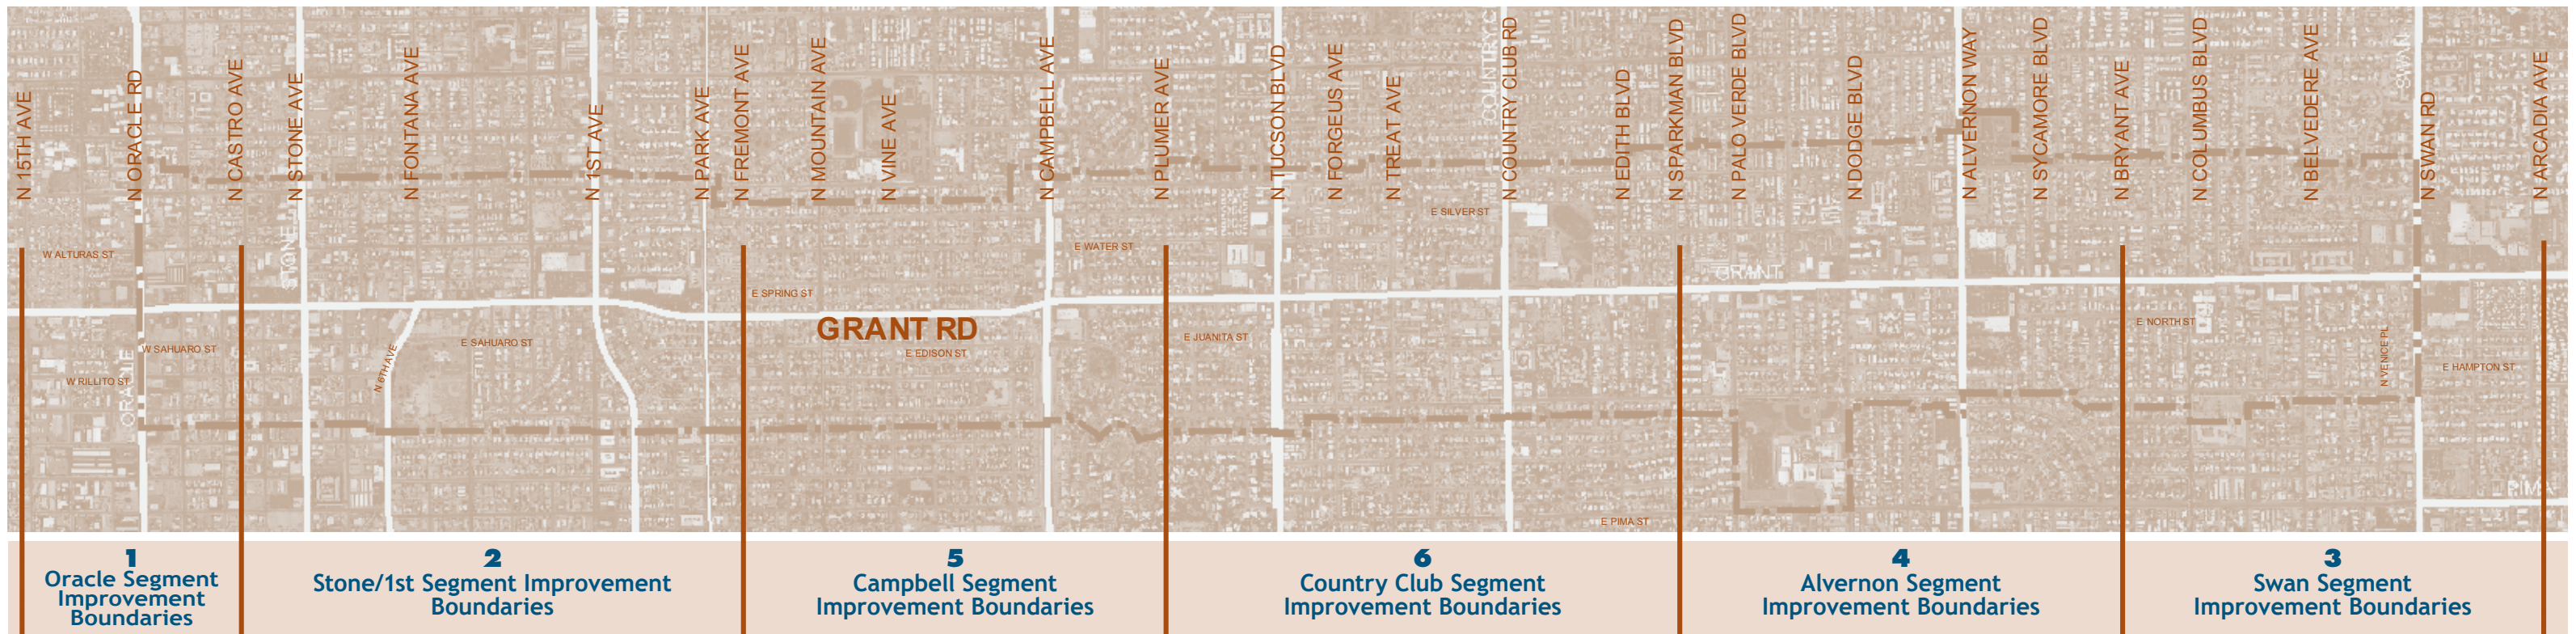 N 15TH AVE
N ORACLE RD
N CASTRO AVE
N STONE AVE
N FONTANA AVE
N 1ST AVE
N PARK AVE
N FREMONT AVE
N MOUNTAIN AVE
N VINE AVE
N CAMPBELL AVE
N PLUMER AVE
N TUCSON BLVD
N FORGEUS AVE
N TREAT AVE
COUNTRY C
N COUNTRY CLUB RD
N EDITH BLVD
N SPARKMAN BLVD
N PALO VERDE BLVD
N DODGE BLVD
N ALVERNON WAY
N SYCAMORE BLVD
N BRYANT AVE
N COLUMBUS BLVD
N BELVEDERE AVE
SWAN
N SWAN RD
N ARCADIA AVE
E SILVER ST
W ALTURAS ST
STONE
E WATER ST
GRANT
E SPRING ST
GRANT RD
E NORTH ST
W SAHUARO ST
E SAHUARO ST
E EDISON ST
E JUANITA ST
N VENICE PL
W RILLITO ST
ORACLE
N 6TH AVE
E HAMPTON ST
PIMA
E PIMA ST
1
Oracle Segment
Improvement
Boundaries
2
Stone/1st Segment Improvement
Boundaries
5
Campbell Segment
Improvement Boundaries
6
Country Club Segment
Improvement Boundaries
4
Alvernon Segment
Improvement Boundaries
3
Swan Segment
Improvement Boundaries